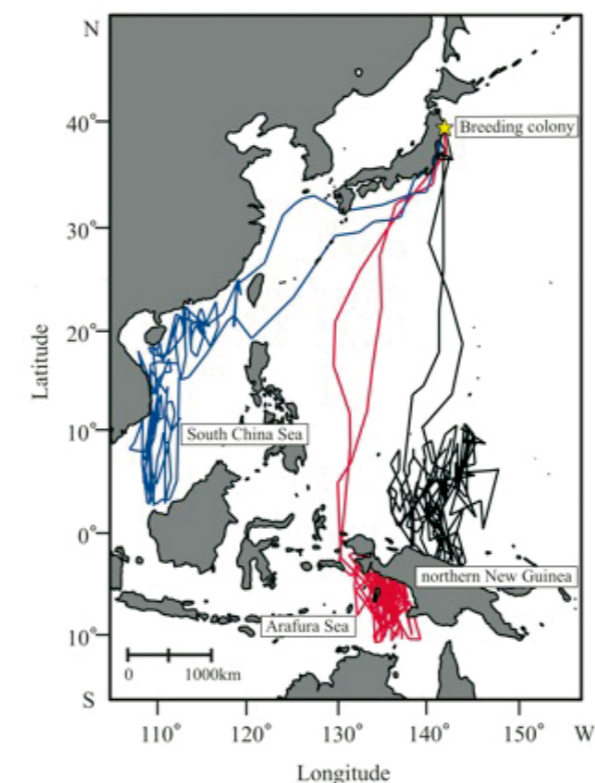 N
40°
Breeding colony
30°
Latitude
20°
10°
South China Sea
0°
northern New Guinea
Arafura Sea
10°
0 1000km
S
110° 120° 130° 140° 150° W
Longitude